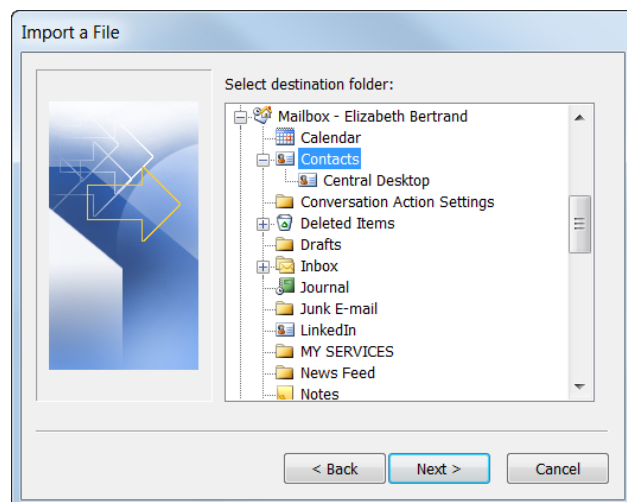 Import a File
Select destination folder:
Mailbox - Elizabeth Bertrand
Calendar
Contacts
Central Desktop
Conversation Action Settings
Deleted Items
Drafts
Inbox
Journal
Junk E-mail
LinkedIn
MY SERVICES
News Feed
Notes
< Back Next > Cancel